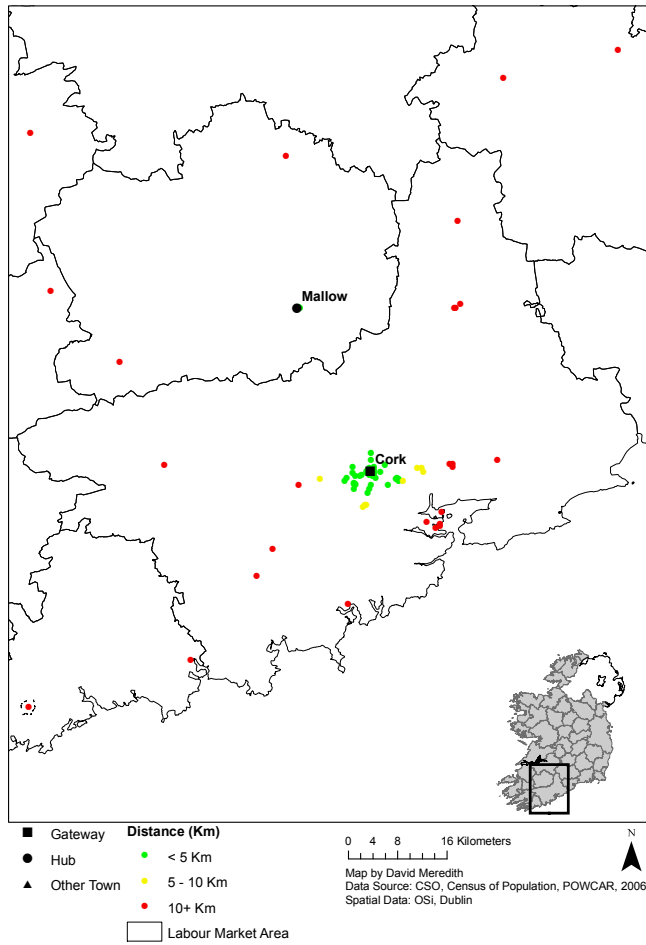 Mallow
Cork
Gateway
Hub
Other Town
Distance (Km)
< 5 Km
5 - 10 Km
10+ Km
Labour Market Area
0 4 8 16 Kilometers
Map by David Meredith
Data Source: CSO, Census of Population, POWCAR, 2006
Spatial Data: OSi, Dublin
N